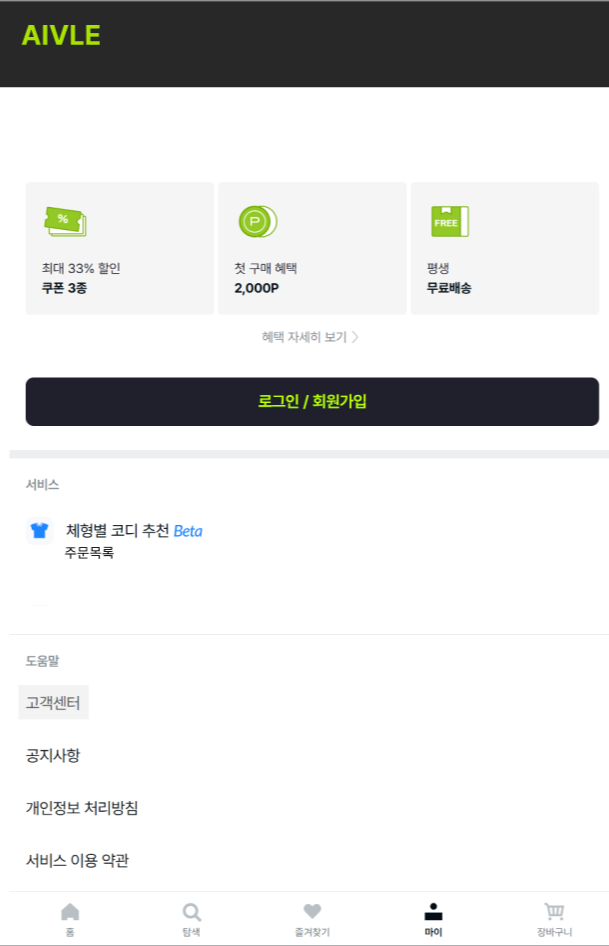 AIVLE
%
최대 33% 할인
쿠폰 3종
P
첫 구매 혜택
2,000P
FREE
평생
무료배송
혜택 자세히 보기 >
로그인 / 회원가입
서비스
체형별 코디 추천 Beta
주문목록
도움말
고객센터
공지사항
개인정보 처리방침
서비스 이용 약관
홈
탐색
즐겨찾기
마이
장바구니